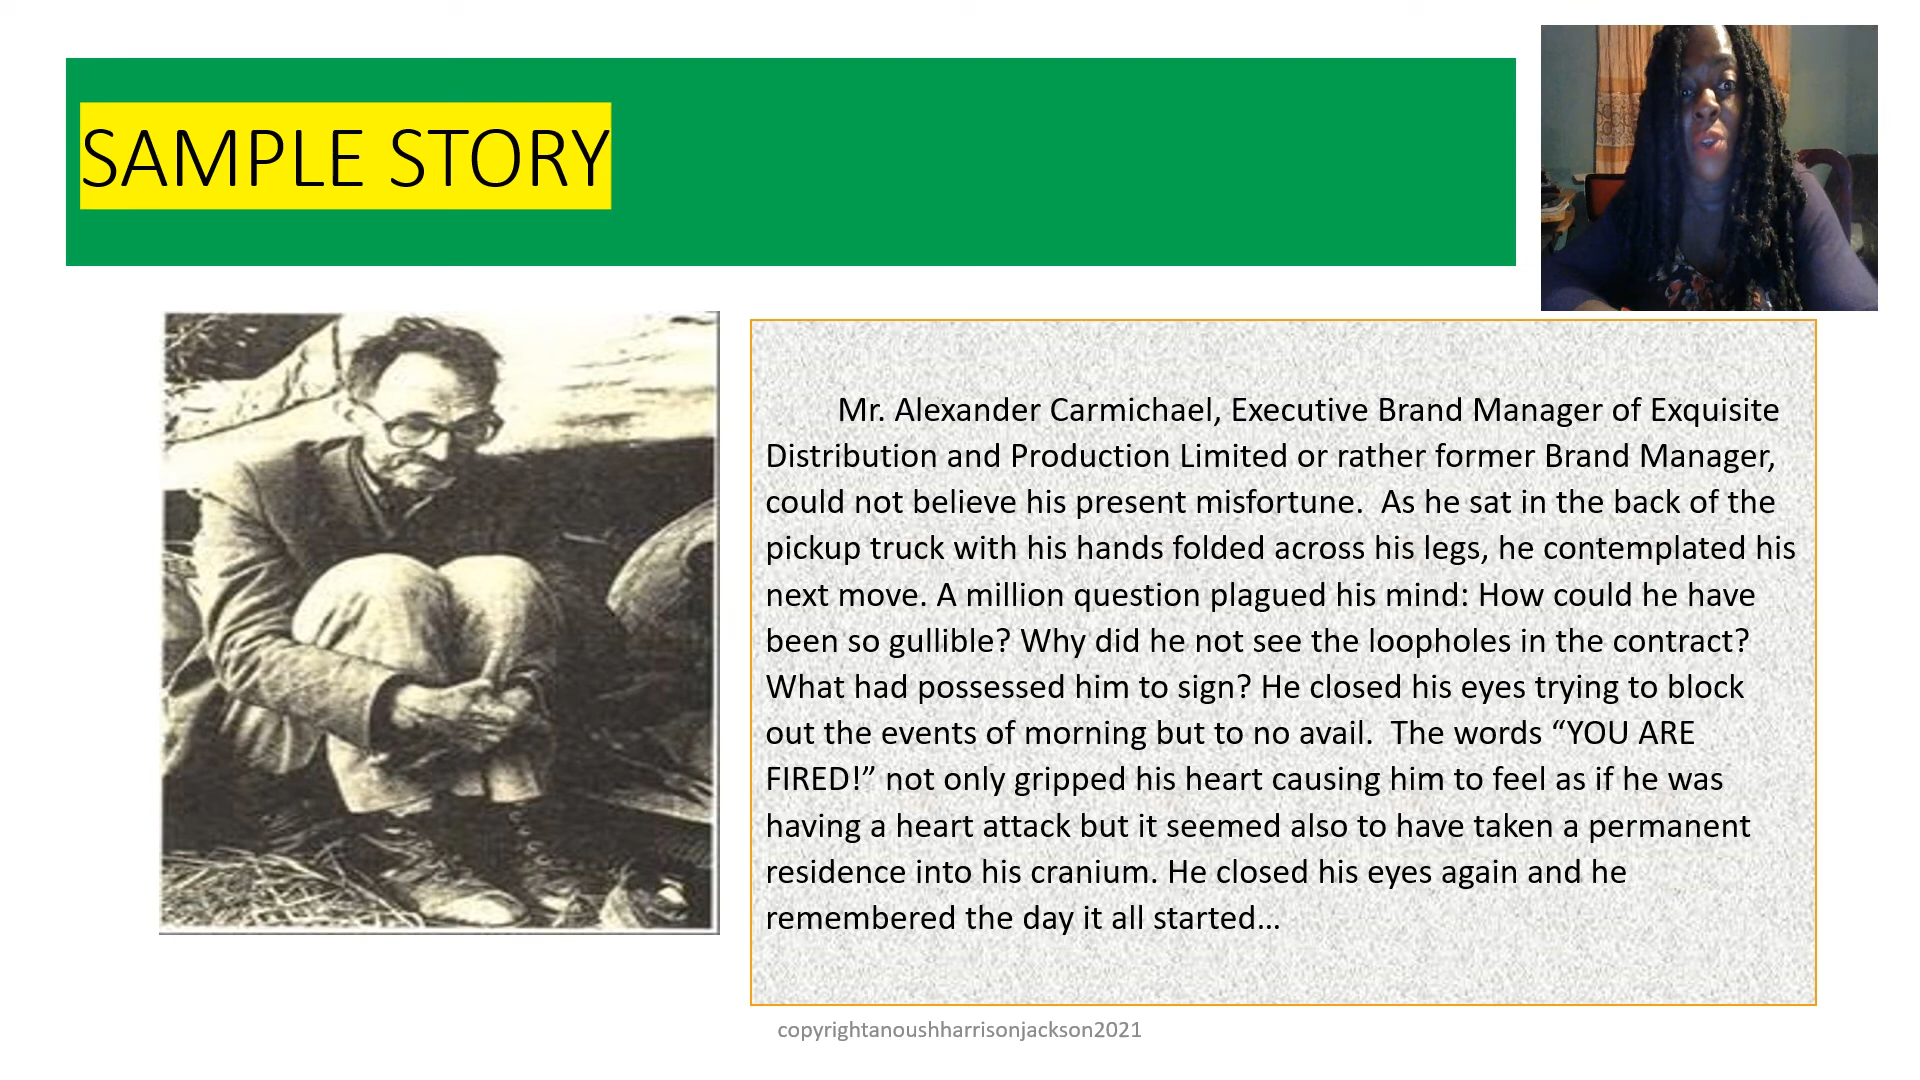 SAMPLE STORY
Mr. Alexander Carmichael, Executive Brand Manager of Exquisite
Distribution and Production Limited or rather former Brand Manager,
could not believe his present misfortune.  As he sat in the back of the
pickup truck with his hands folded across his legs, he contemplated his
next move. A million question plagued his mind: How could he have
been so gullible? Why did he not see the loopholes in the contract?
What had possessed him to sign? He closed his eyes trying to block
out the events of morning but to no avail.  The words “YOU ARE
FIRED!” not only gripped his heart causing him to feel as if he was
having a heart attack but it seemed also to have taken a permanent
residence into his cranium. He closed his eyes again and he
remembered the day it all started…
copyrightanoushharrisonjackson2021